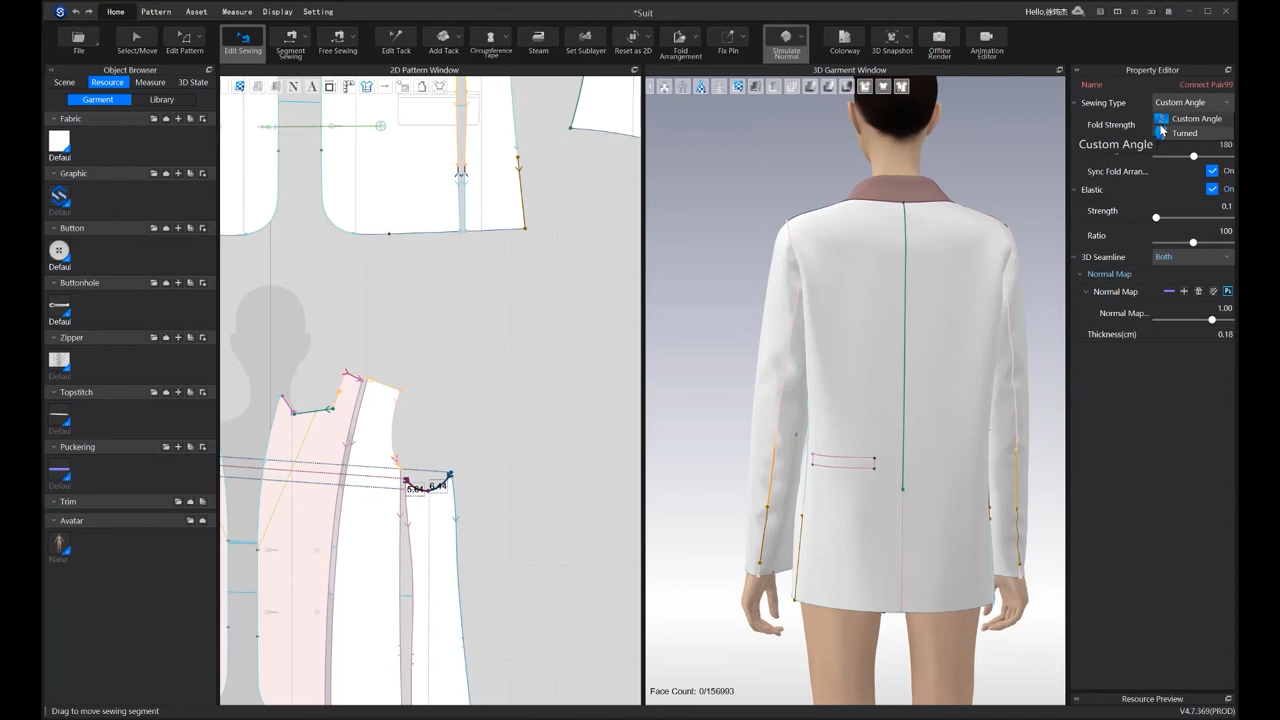 Home Pattern Asset Measure Display Setting
*Suit
Hello,徐筠杰
File
Select/Move
Edit Pattern
Edit Sewing
Segment Sewing
Free Sewing
Edit Tack
Add Tack
Circumference Tape
Steam
Set Sublayer
Reset as 2D
Fold Arrangement
Fix Pin
Simulate Normal
Colorway
3D Snapshot
Offline Render
Animation Editor
Object Browser
2D Pattern Window
3D Garment Window
Property Editor
Scene Resource Measure 3D State
Garment Library
Fabric
Defaul
Graphic
Defaul
Button
Defaul
Buttonhole
Defaul
Zipper
Defaul
Topstitch
Defaul
Puckering
Defaul
Trim
Avatar
Nana
A
5.61 6.44
Name Connect Pair99
Sewing Type Custom Angle
Custom Angle
Fold Strength
Turned
Custom Angle
180
Sync Fold Arran... On
Elastic On
Strength 0.1
Ratio 100
3D Seamline Both
Normal Map
Normal Map
Normal Map... 1.00
Thickness(cm) 0.18
Face Count: 0/156993
Resource Preview
Drag to move sewing segment
V4.7.369(PROD)